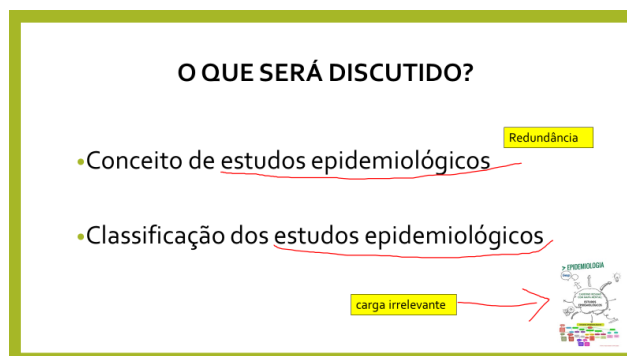 O QUE SERÁ DISCUTIDO?
Redundância
•Conceito de estudos epidemiológicos
•Classificação dos estudos epidemiológicos
EPIDEMIOLOGIA
carga irrelevante